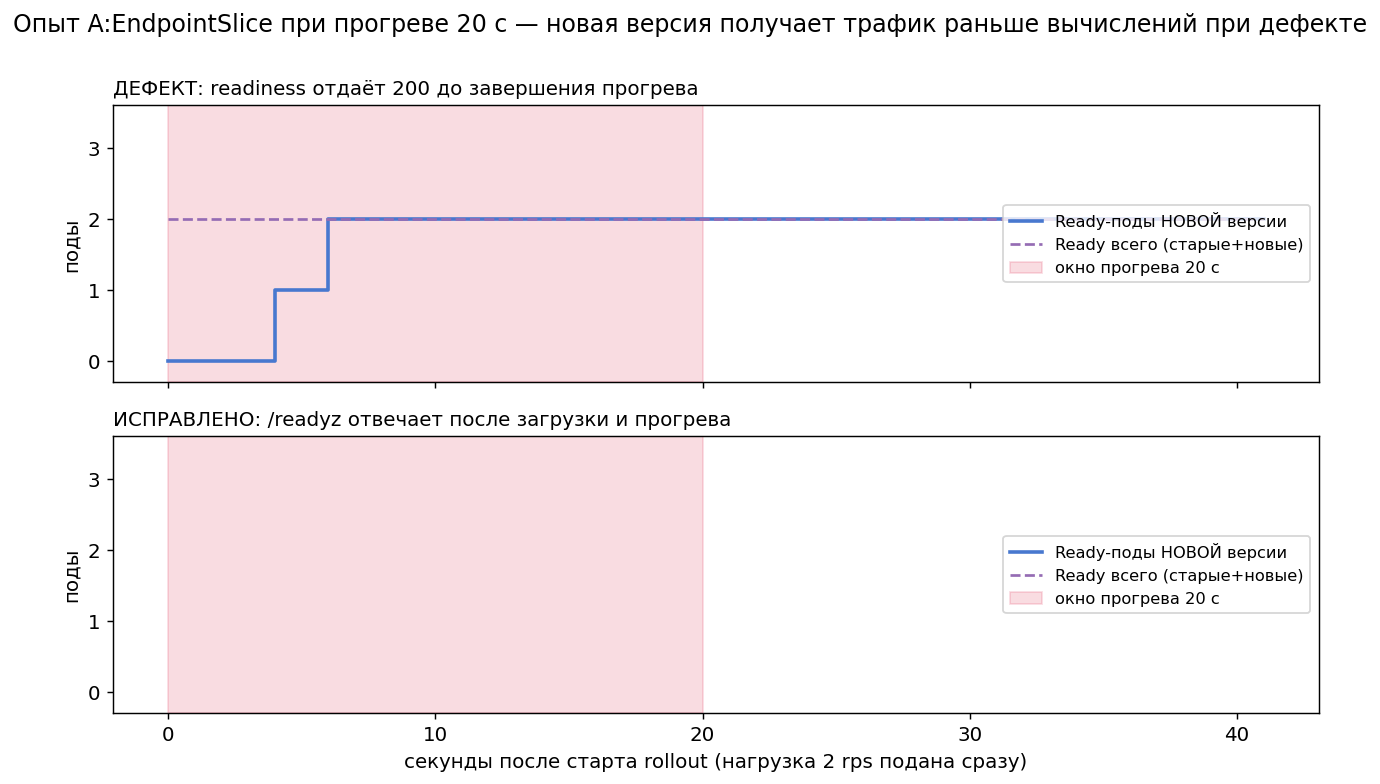 Опыт A:EndpointSlice при прогреве 20 с — новая версия получает трафик раньше вычислений при дефекте
ДЕФЕКТ: readiness отдаёт 200 до завершения прогрева
3
2
1
0
поды
Ready-поды НОВОЙ версии
Ready всего (старые+новые)
окно прогрева 20 с
ИСПРАВЛЕНО: /readyz отвечает после загрузки и прогрева
3
2
1
0
поды
Ready-поды НОВОЙ версии
Ready всего (старые+новые)
окно прогрева 20 с
0 10 20 30 40
секунды после старта rollout (нагрузка 2 rps подана сразу)